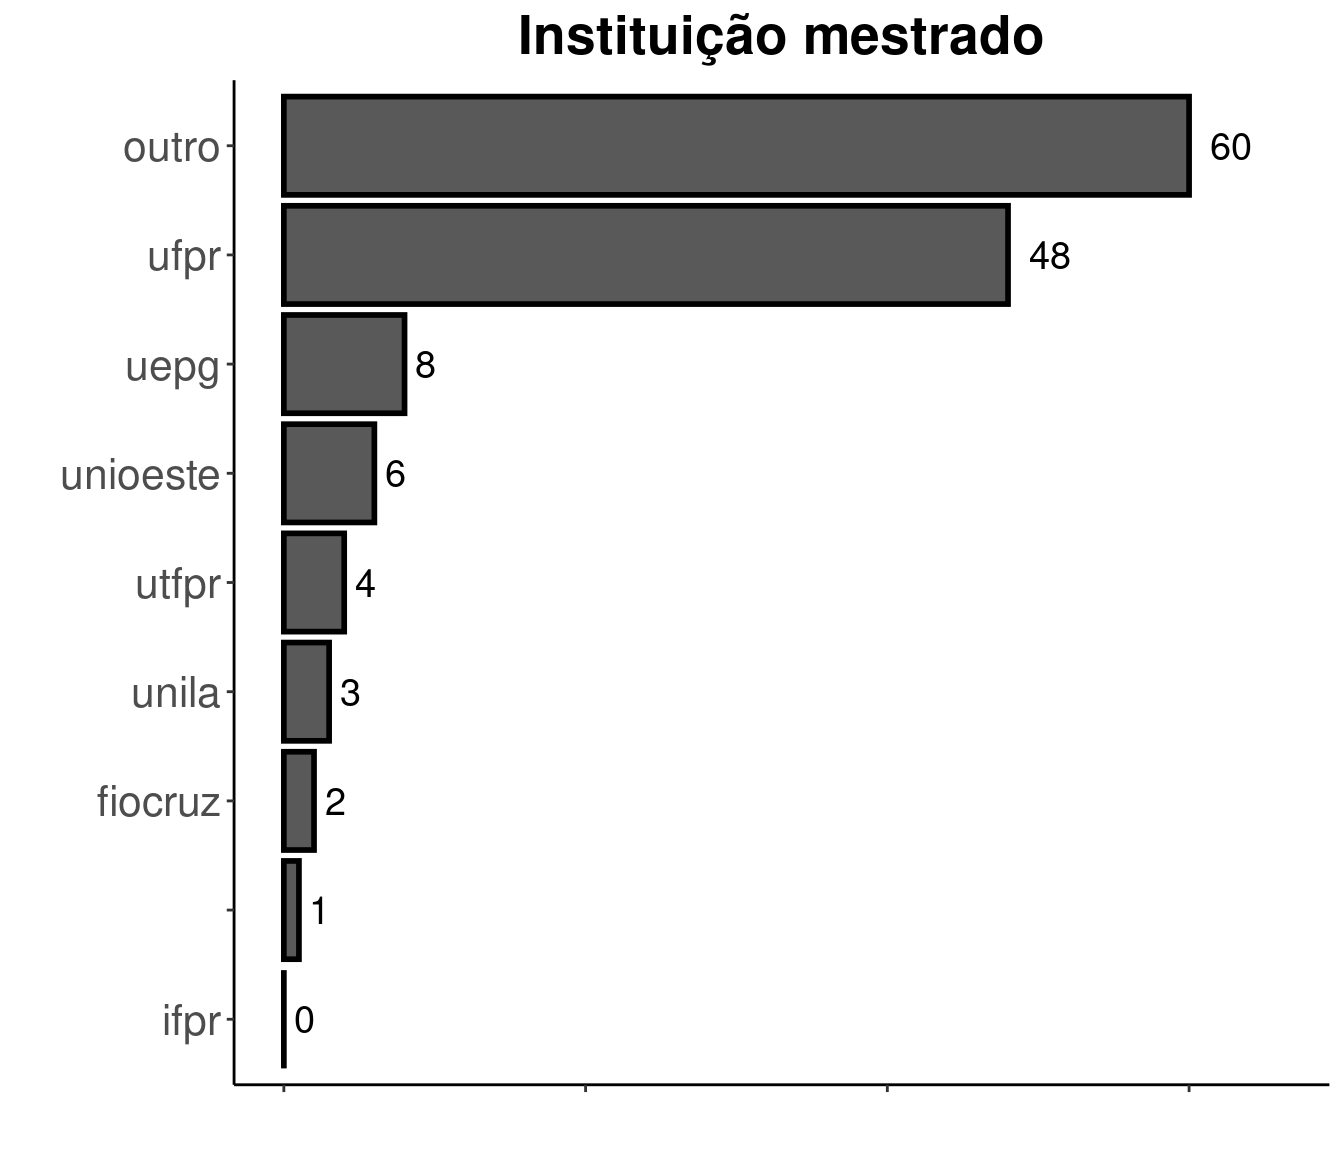 Instituição mestrado
outro 60
ufpr 48
uepg 8
unioeste 6
utfpr 4
unila 3
fiocruz 2
1
ifpr 0